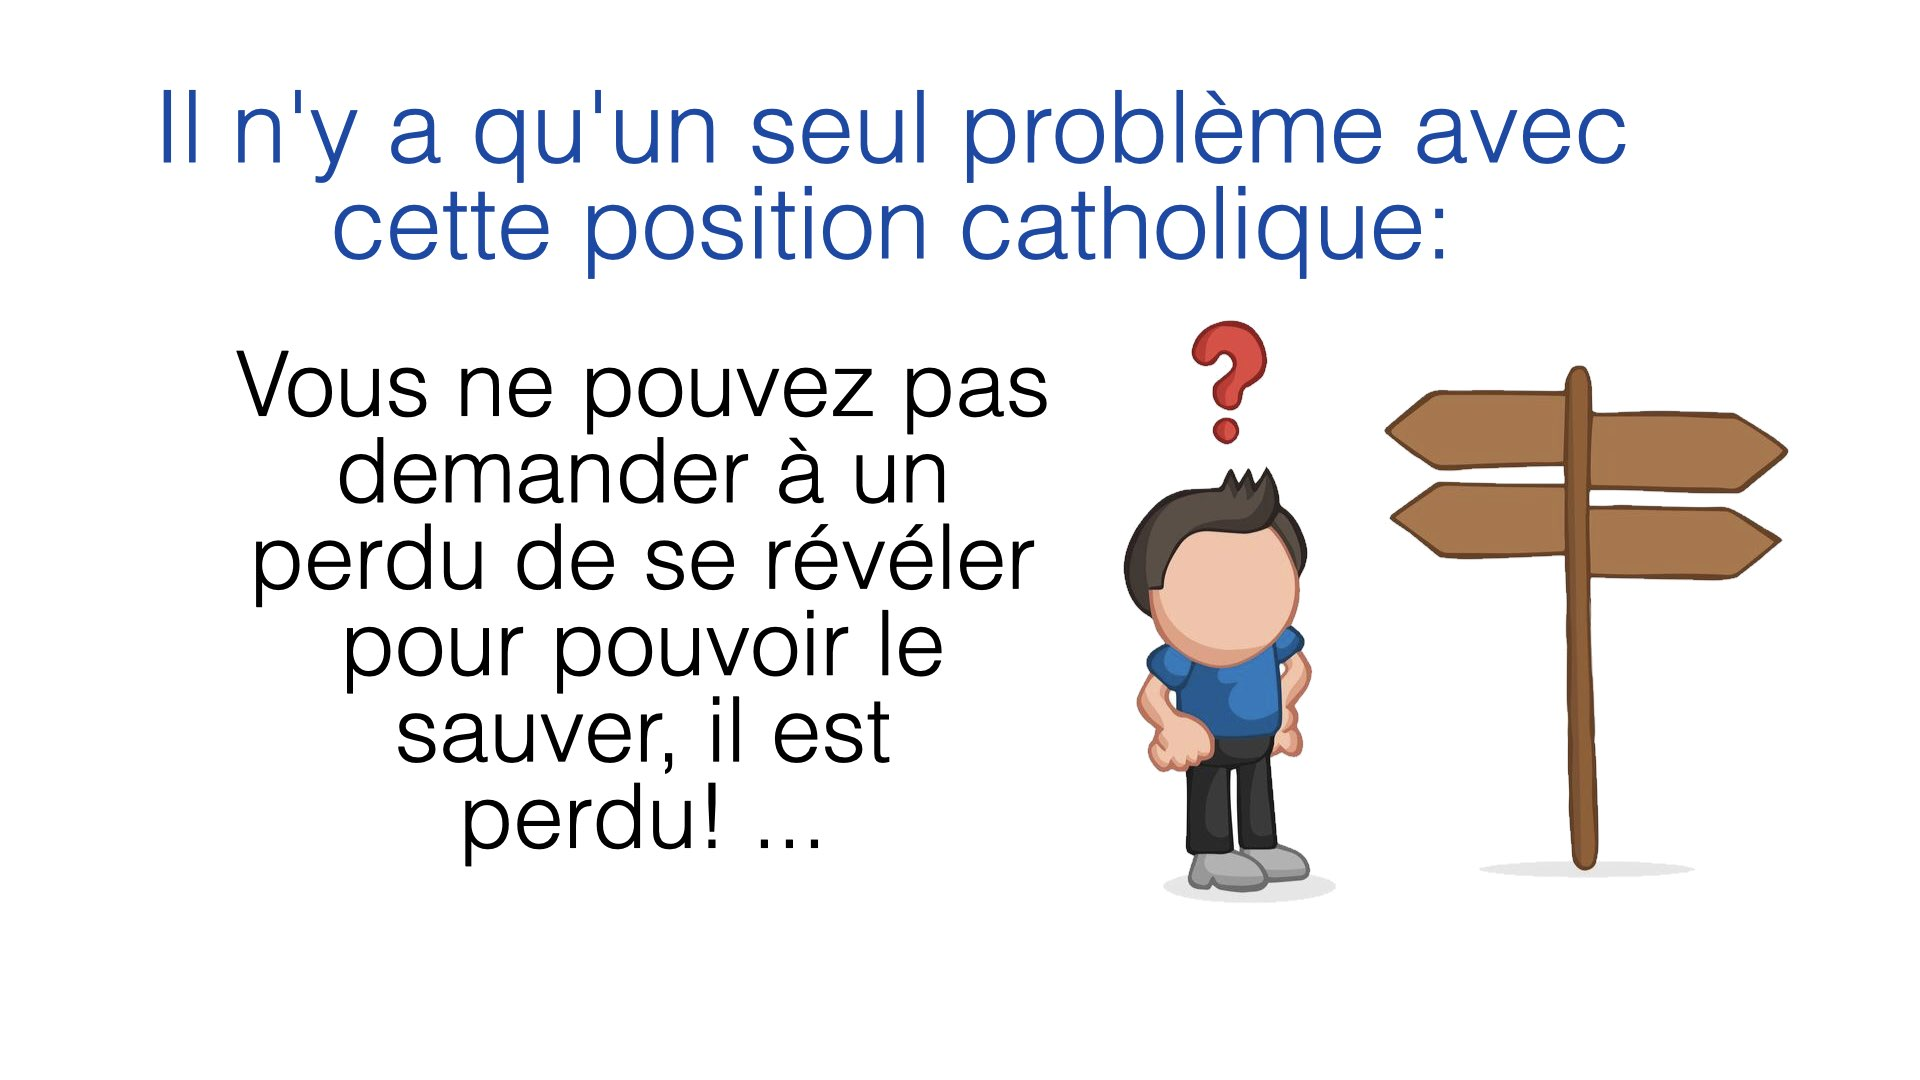 Il n'y a qu'un seul problème avec
cette position catholique:
Vous ne pouvez pas
demander à un
perdu de se révéler
pour pouvoir le
sauver, il est
perdu! ...